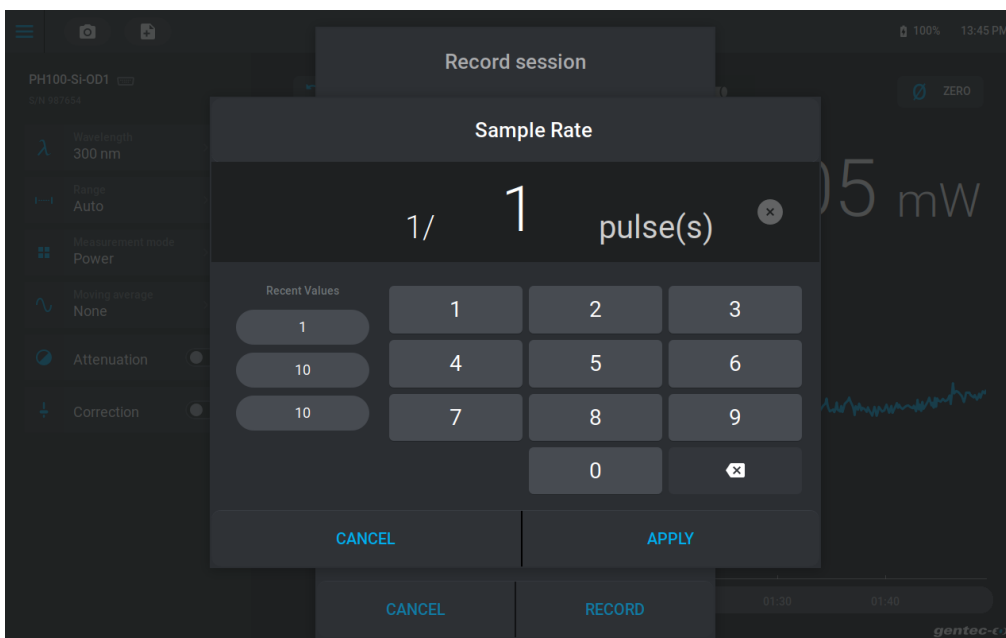 100%
13:45 PM
Record session
PH100-Si-OD1
S/N 987654
ZERO
Sample Rate
Wavelength
300 nm
Range
Auto
Measurement mode
Power
Moving average
None
Attenuation
Correction
05 mW
1/ 1 pulse(s)
Recent Values
1
10
10
1 2 3
4 5 6
7 8 9
0
CANCEL APPLY
CANCEL RECORD
01:30 01:40